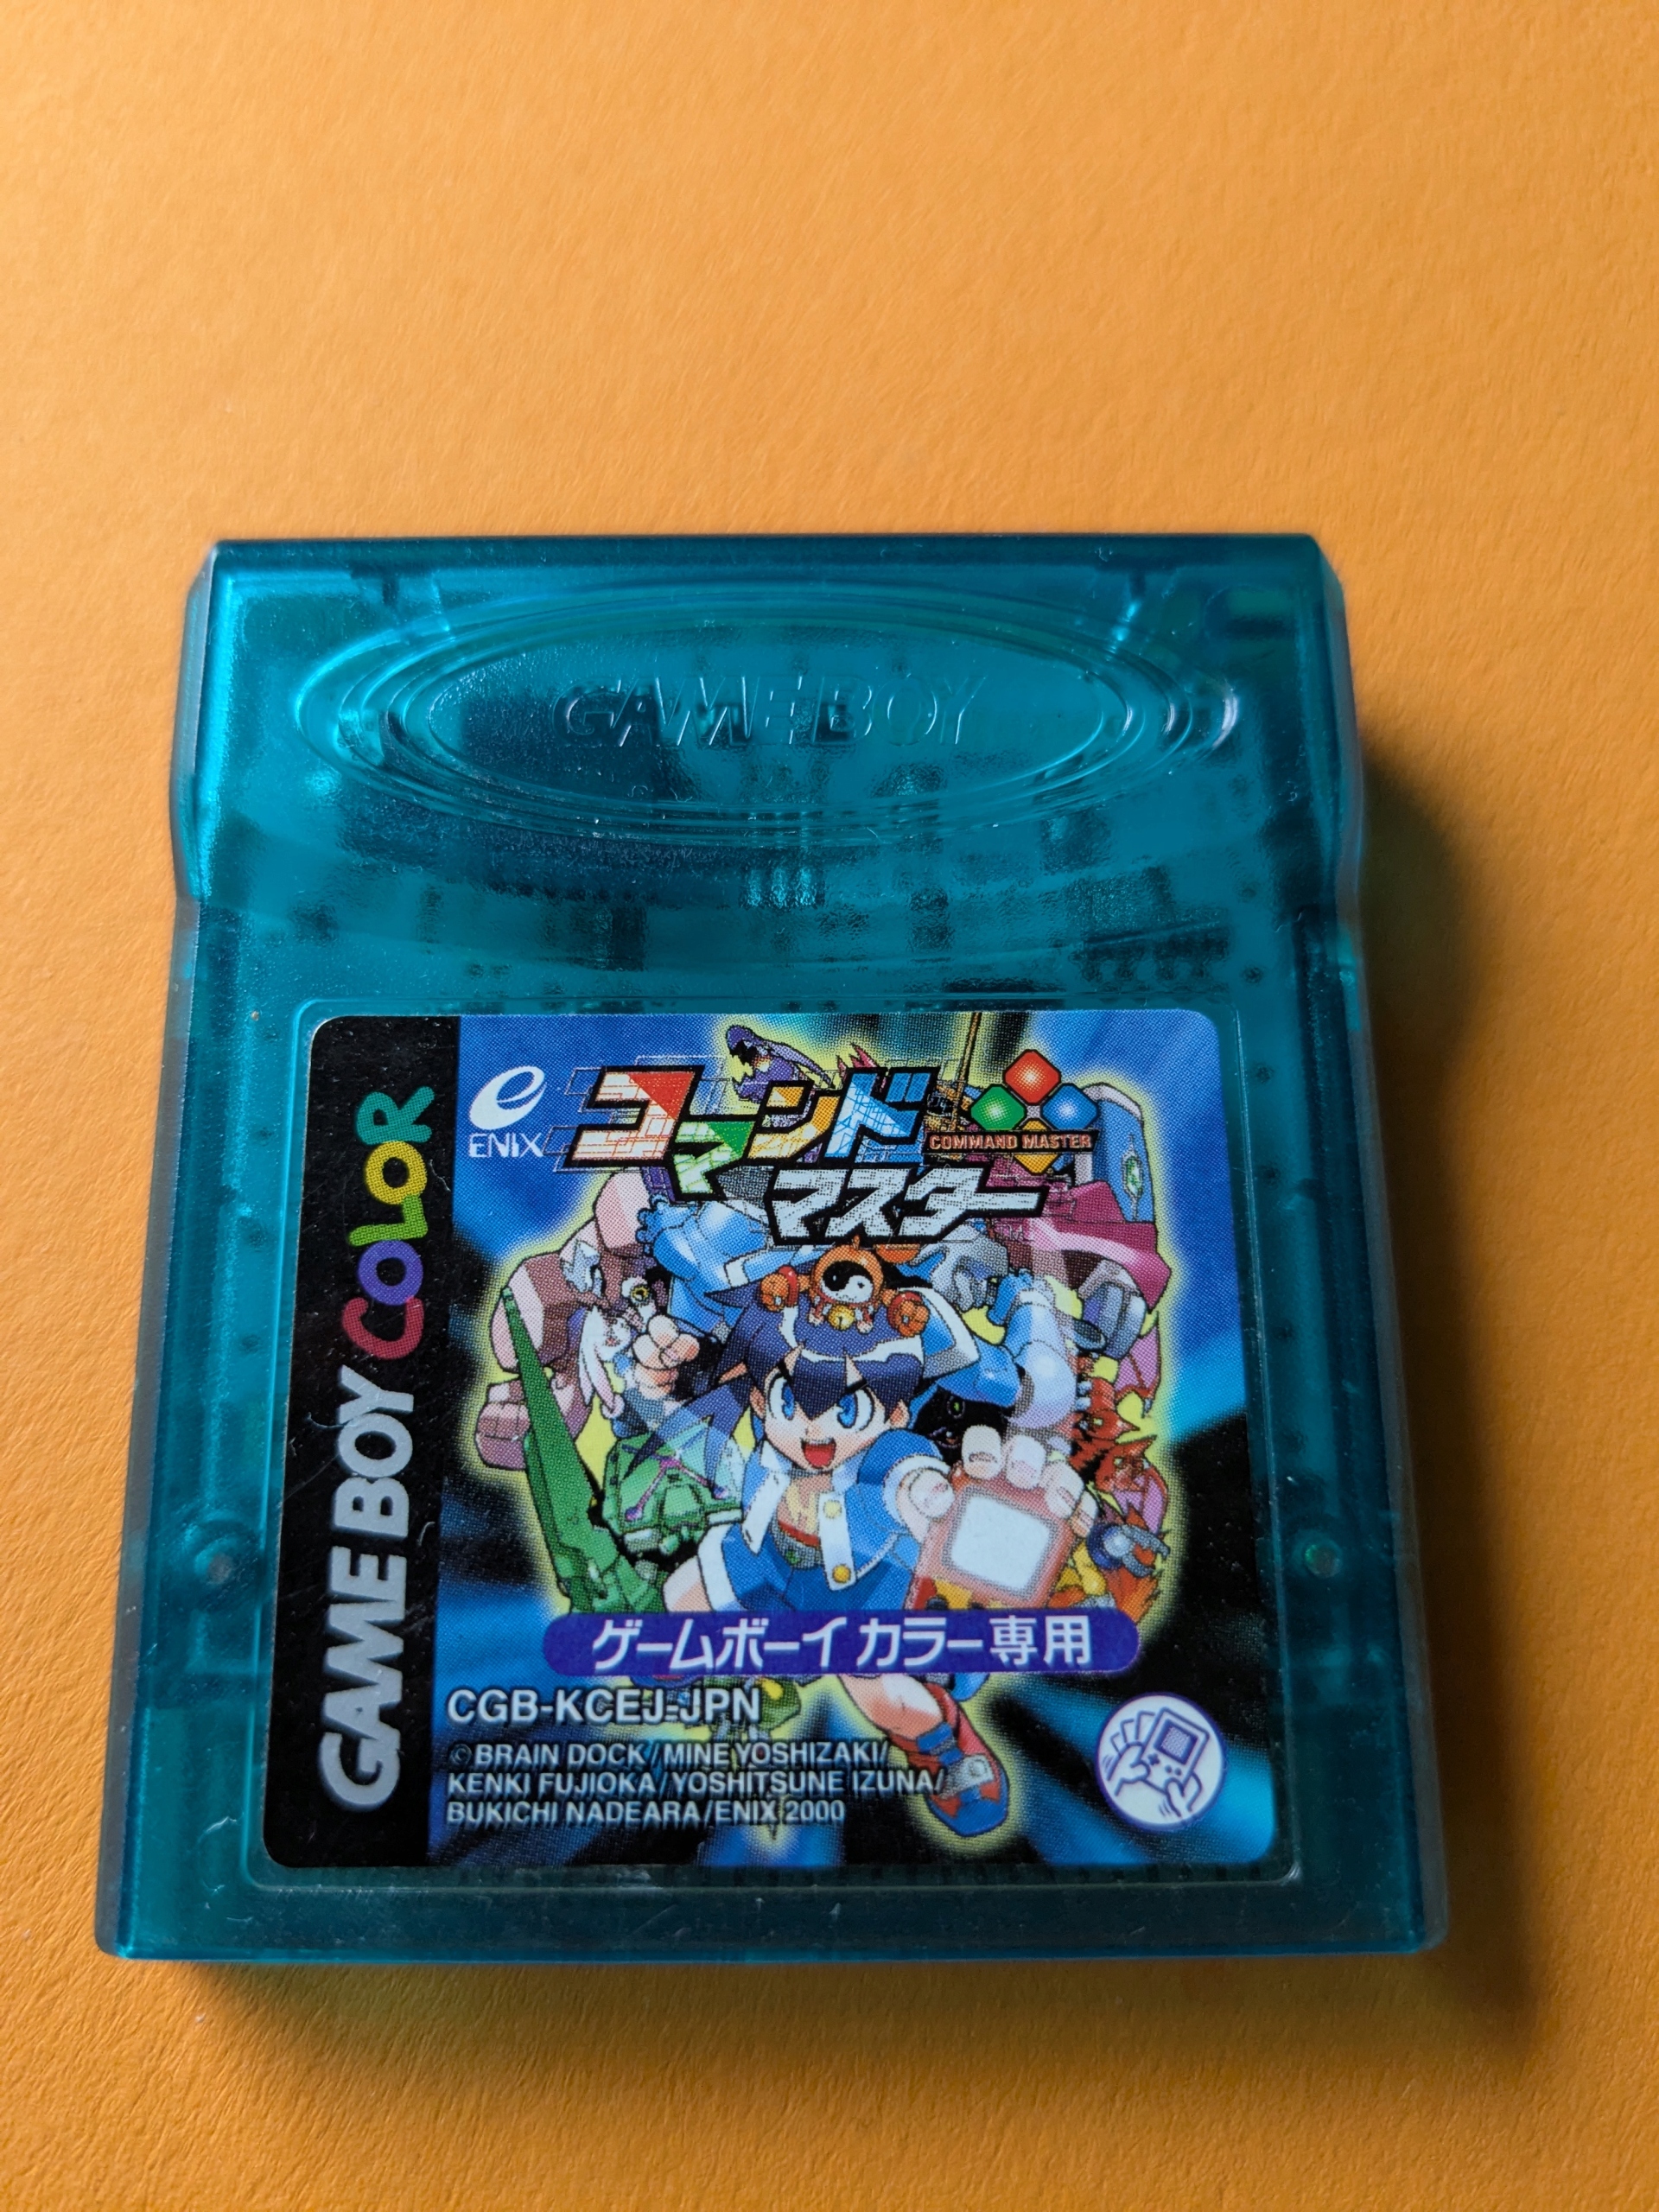 GAME BOY
GAME BOY COLOR
ENIX
コマンド
COMMAND MASTER
マスター
ゲームボーイ カラー専用
CGB-KCEJ-JPN
©BRAIN DOCK/MINE YOSHIZAKI/
KENKI FUJIOKA/YOSHITSUNE IZUNA/
BUKICHI NADEARA/ENIX 2000